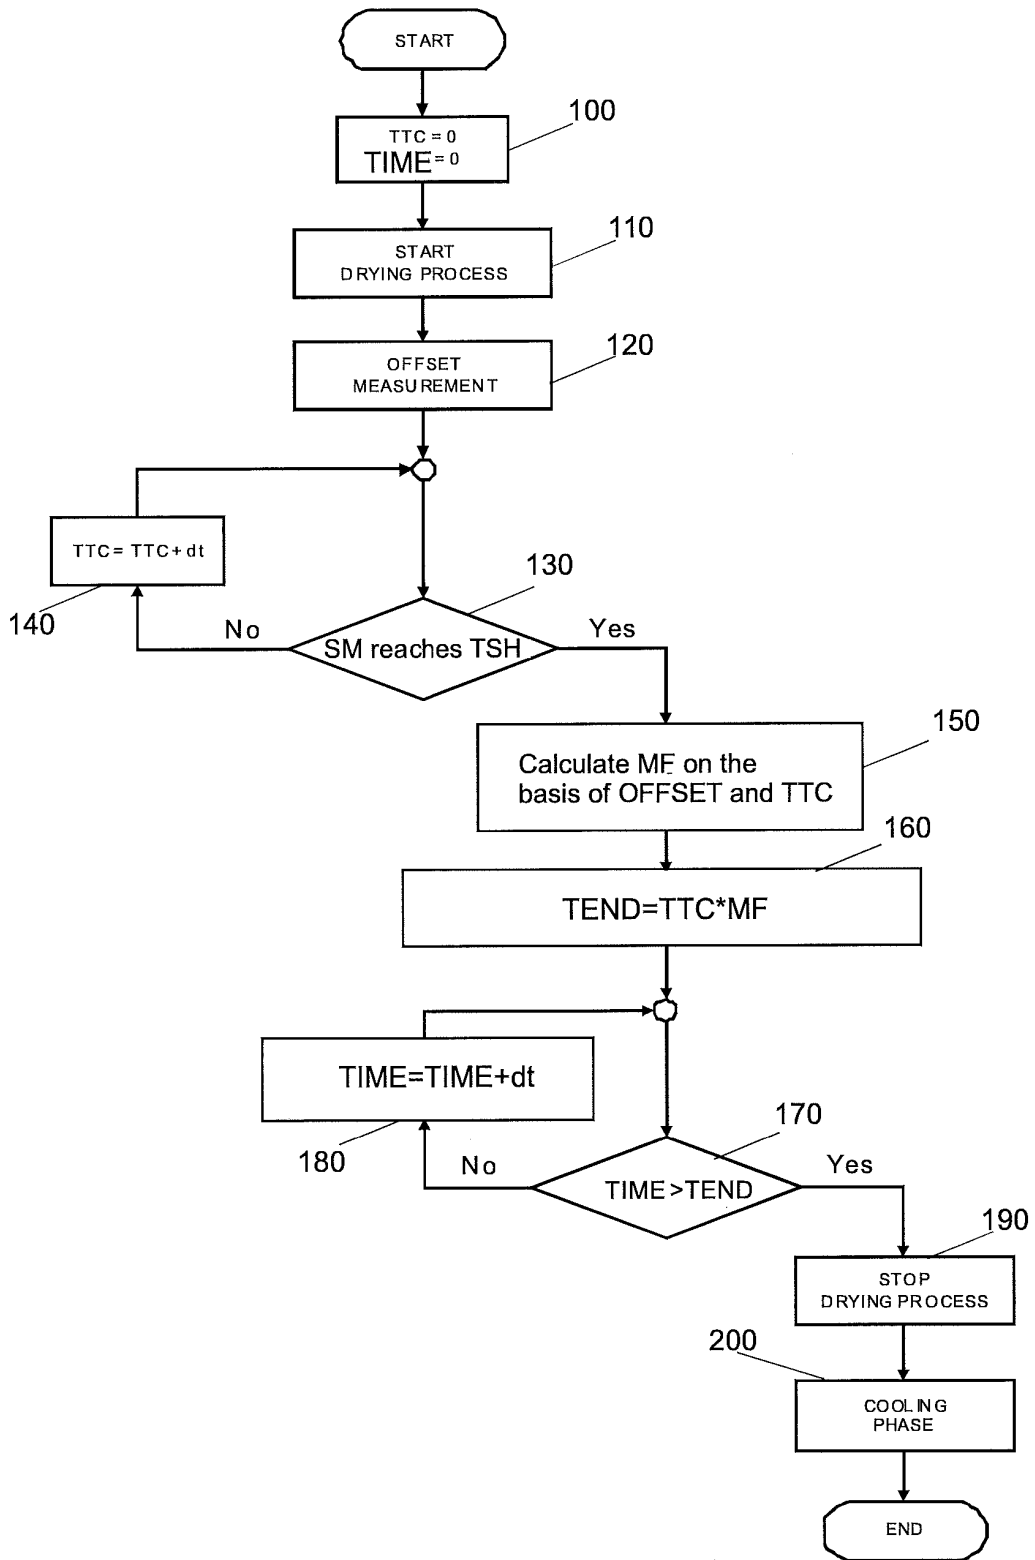 START
100
TTC = 0
TIME = 0
110
START
DRYING PROCESS
120
OFFSET
MEASUREMENT
TTC = TTC + dt
140
130
No
Yes
SM reaches TSH
150
Calculate MF on the
basis of OFFSET and TTC
160
TEND=TTC*MF
TIME=TIME+dt
180
170
No
Yes
TIME>TEND
190
STOP
DRYING PROCESS
200
COOLING
PHASE
END